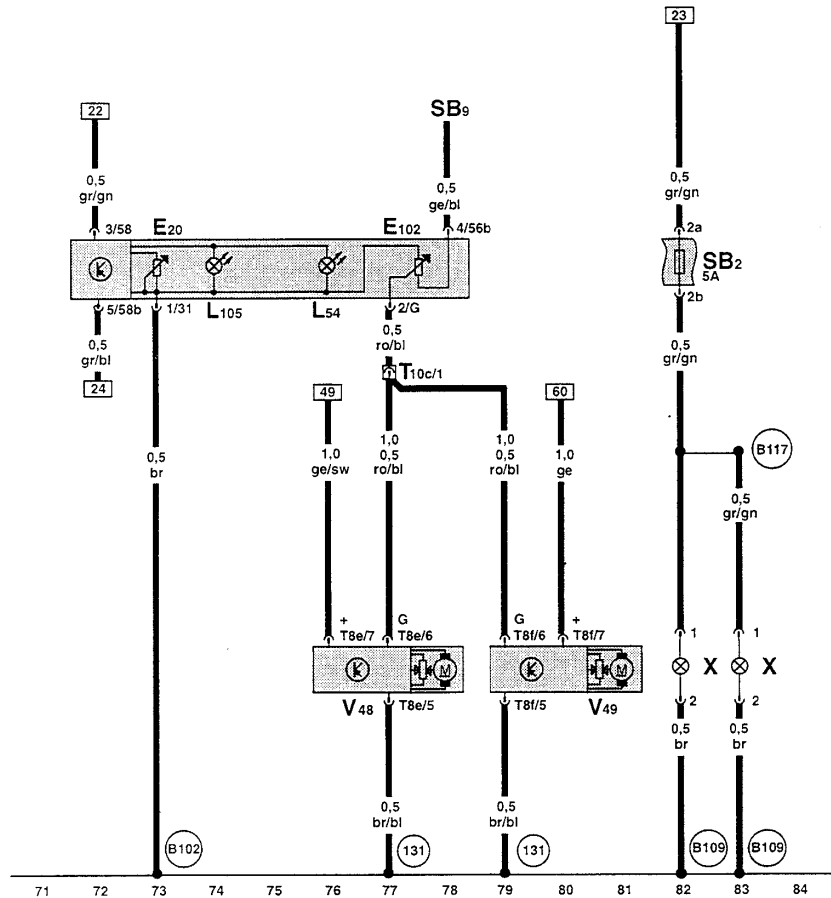 23
22
SB9
0,5
gr/gn
0,5
ge/bl
0,5
gr/gn
3/58
E20
E102
4/56b
2a
SB2
5A
5/58b
1/31
L105
L54
2/G
2b
0,5
gr/bl
0,5
ro/bl
0,5
gr/gn
24
T10c/1
49
60
1,0
ge/sw
1,0
0,5
ro/bl
1,0
0,5
ro/bl
1,0
ge
B117
0,5
br
0,5
gr/gn
+
T8e/7
G
T8e/6
G
T8f/6
+
T8f/7
1
1
M
M
X
X
V48
T8e/5
T8f/5
V49
2
2
0,5
br
0,5
br
0,5
br/bl
0,5
br/bl
B102
131
131
B109
B109
71 72 73 74 75 76 77 78 79 80 81 82 83 84